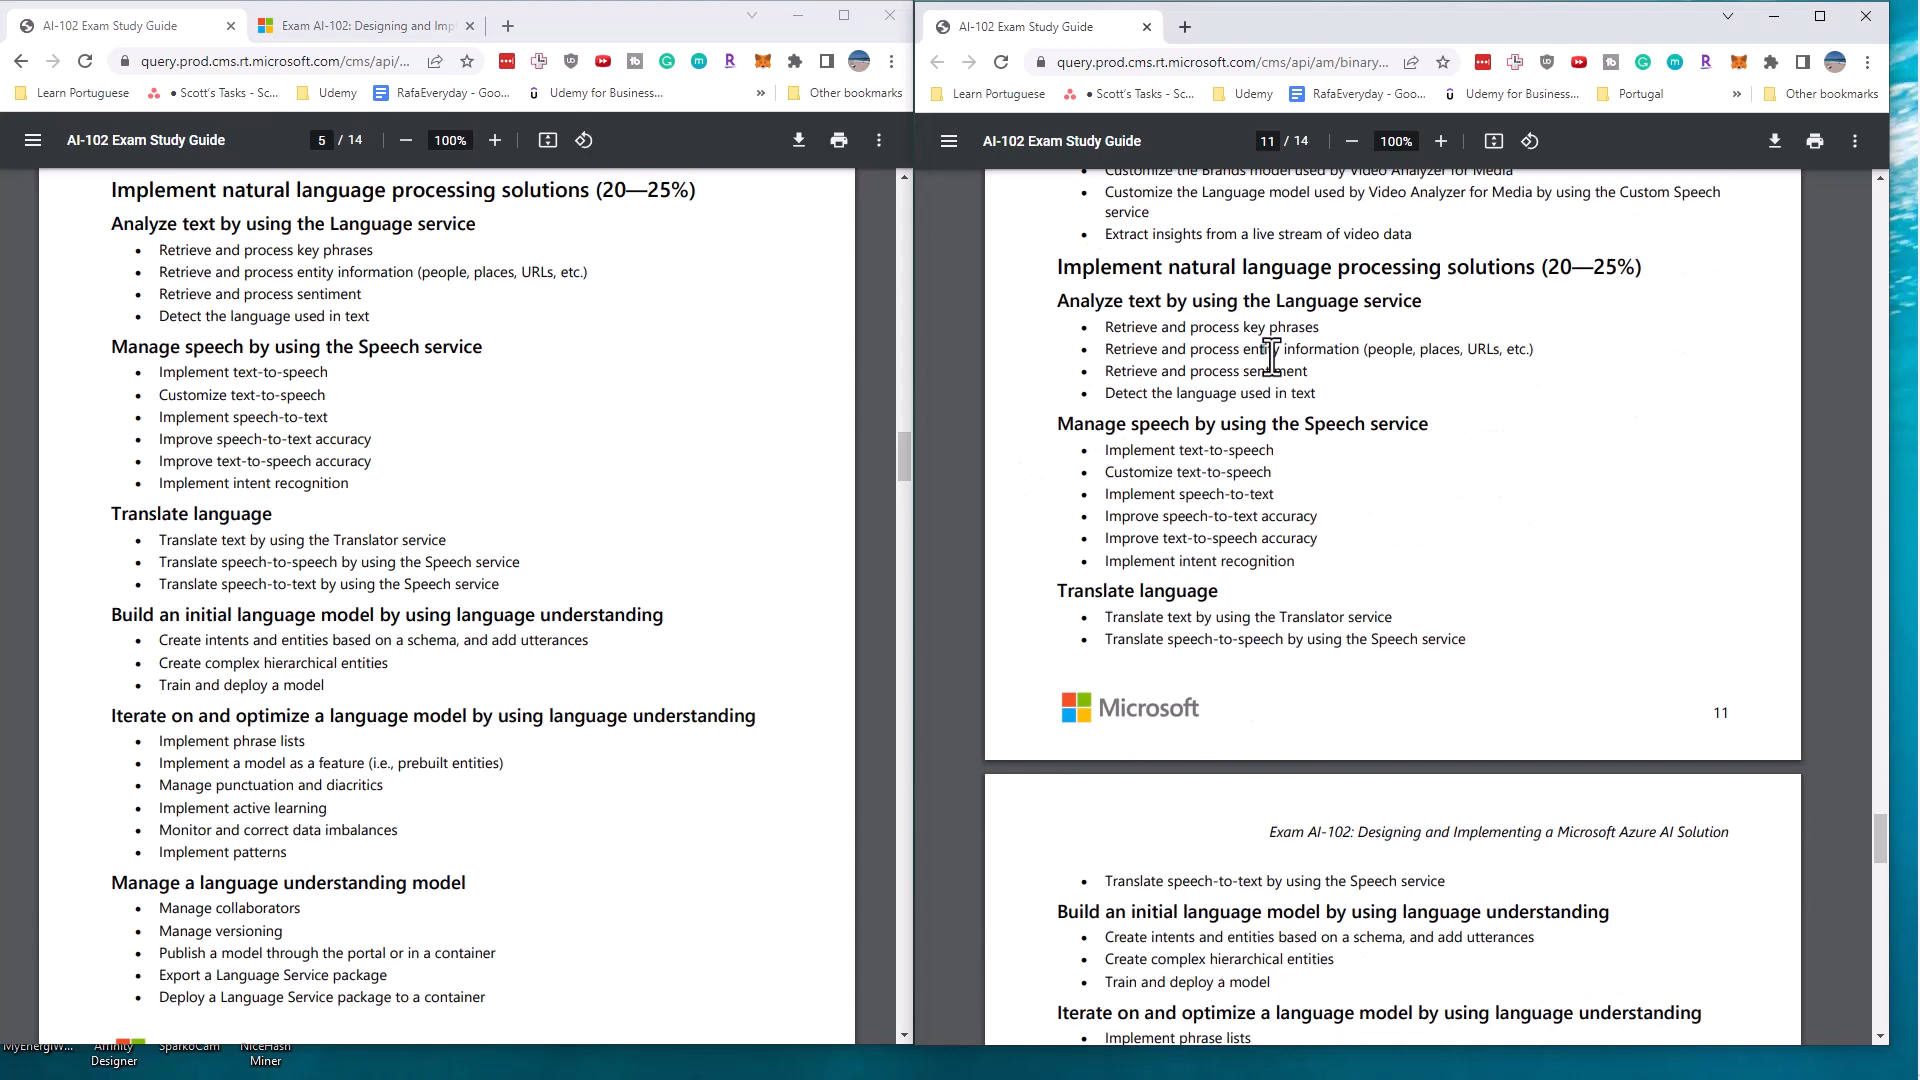 AI-102 Exam Study Guide
Exam AI-102: Designing and Imp
query.prod.cms.rt.microsoft.com/cms/api/...
Learn Portuguese
• Scott's Tasks - Sc...
Udemy
RafaEveryday - Goo...
Udemy for Business...
»
Other bookmarks
AI-102 Exam Study Guide
5 / 14
100%
Implement natural language processing solutions (20—25%)
Analyze text by using the Language service
• Retrieve and process key phrases
• Retrieve and process entity information (people, places, URLs, etc.)
• Retrieve and process sentiment
• Detect the language used in text
Manage speech by using the Speech service
• Implement text-to-speech
• Customize text-to-speech
• Implement speech-to-text
• Improve speech-to-text accuracy
• Improve text-to-speech accuracy
• Implement intent recognition
Translate language
• Translate text by using the Translator service
• Translate speech-to-speech by using the Speech service
• Translate speech-to-text by using the Speech service
Build an initial language model by using language understanding
• Create intents and entities based on a schema, and add utterances
• Create complex hierarchical entities
• Train and deploy a model
Iterate on and optimize a language model by using language understanding
• Implement phrase lists
• Implement a model as a feature (i.e., prebuilt entities)
• Manage punctuation and diacritics
• Implement active learning
• Monitor and correct data imbalances
• Implement patterns
Manage a language understanding model
• Manage collaborators
• Manage versioning
• Publish a model through the portal or in a container
• Export a Language Service package
• Deploy a Language Service package to a container
AI-102 Exam Study Guide
query.prod.cms.rt.microsoft.com/cms/api/am/binary...
Learn Portuguese
• Scott's Tasks - Sc...
Udemy
RafaEveryday - Goo...
Udemy for Business...
Portugal
»
Other bookmarks
AI-102 Exam Study Guide
11 / 14
100%
Customize the Brands model used by Video Analyzer for Media
• Customize the Language model used by Video Analyzer for Media by using the Custom Speech
service
• Extract insights from a live stream of video data
Implement natural language processing solutions (20—25%)
Analyze text by using the Language service
• Retrieve and process key phrases
• Retrieve and process entity information (people, places, URLs, etc.)
• Retrieve and process sentiment
• Detect the language used in text
Manage speech by using the Speech service
• Implement text-to-speech
• Customize text-to-speech
• Implement speech-to-text
• Improve speech-to-text accuracy
• Improve text-to-speech accuracy
• Implement intent recognition
Translate language
• Translate text by using the Translator service
• Translate speech-to-speech by using the Speech service
Microsoft
11
Exam AI-102: Designing and Implementing a Microsoft Azure AI Solution
• Translate speech-to-text by using the Speech service
Build an initial language model by using language understanding
• Create intents and entities based on a schema, and add utterances
• Create complex hierarchical entities
• Train and deploy a model
Iterate on and optimize a language model by using language understanding
• Implement phrase lists
MyEnergiW...
Affinity
Designer
SparkoCam
NiceHash
Miner